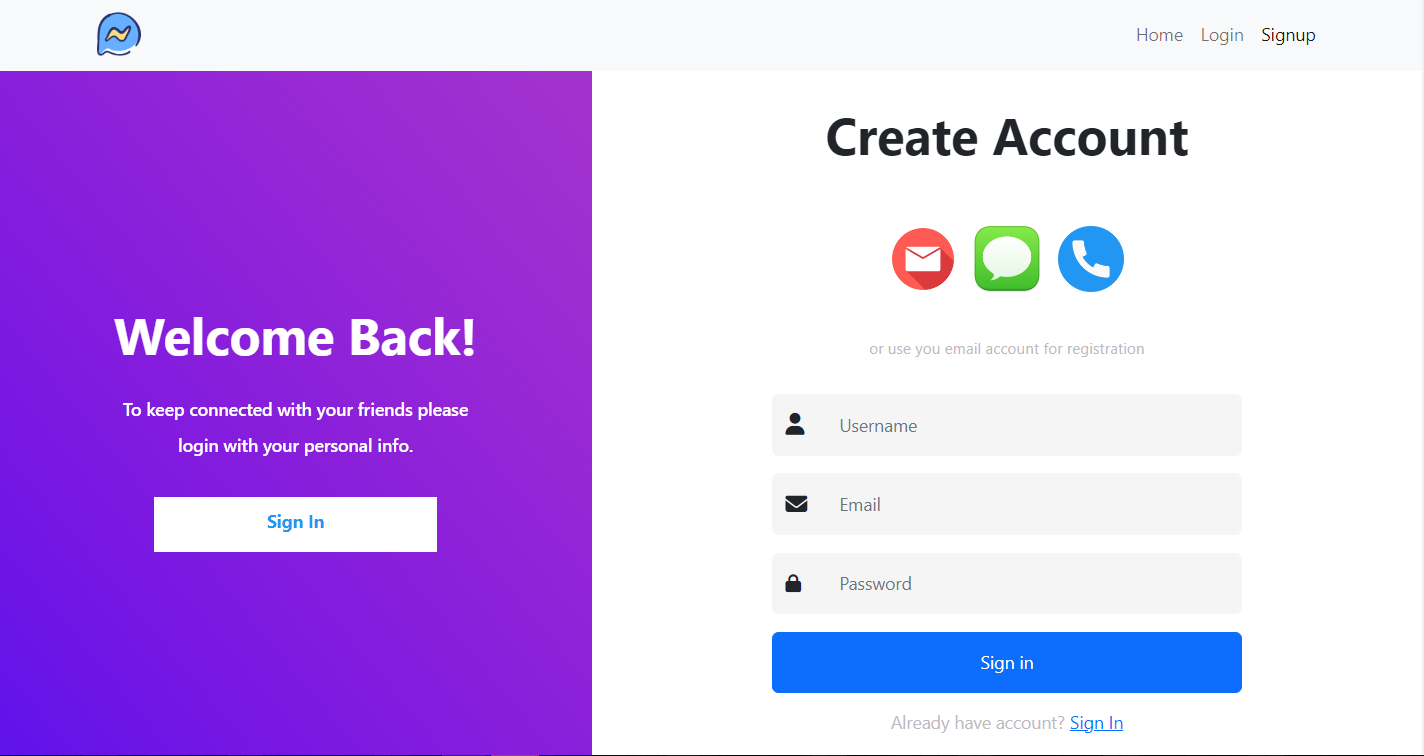 Home Login Signup
Welcome Back!
To keep connected with your friends please
login with your personal info.
Sign In
Create Account
or use you email account for registration
Username
Email
Password
Sign in
Already have account? Sign In